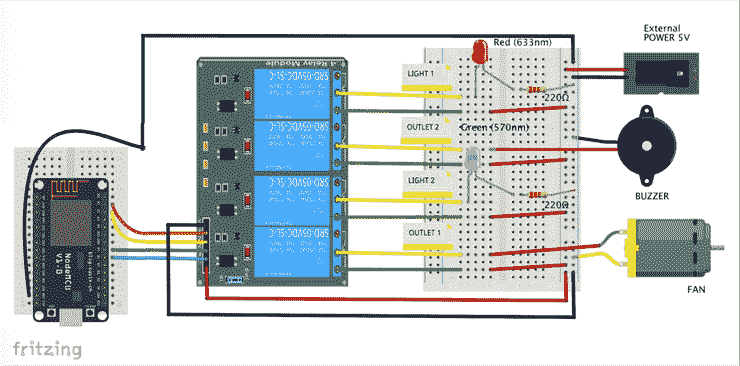 External
POWER 5V
Red (633nm)
4 Relay Module
LIGHT 1
220Ω
SRD-05VDC-SL-C
OUTLET 2
Green (570nm)
SRD-05VDC-SL-C
BUZZER
LIGHT 2
SRD-05VDC-SL-C
220Ω
OUTLET 1
SRD-05VDC-SL-C
NodeMCU
V1.0
FAN
fritzing